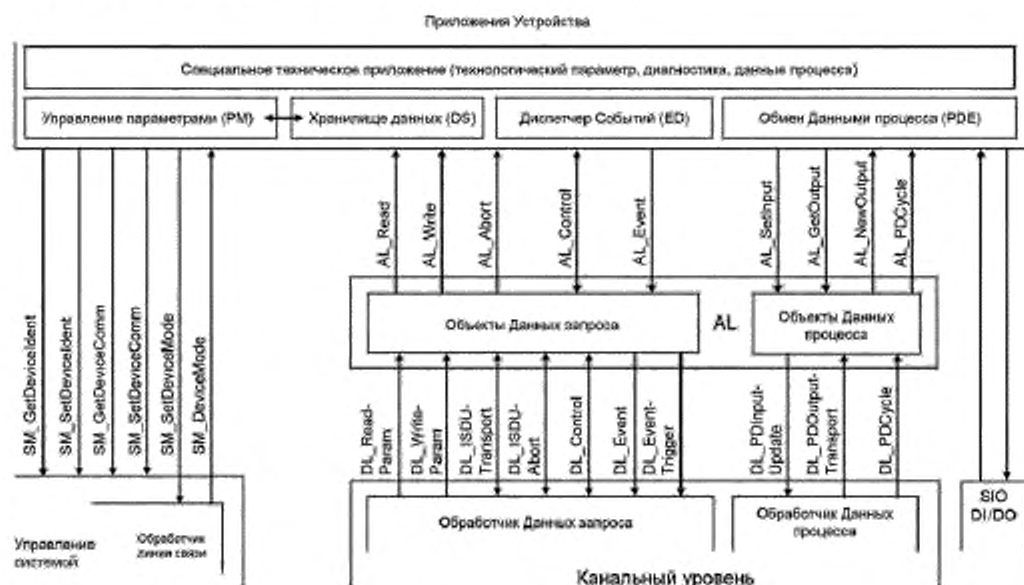 Приложения Устройства
Специальное техническое приложение (технологический параметр, диагностика, данные процесса)
Управление параметрами (PM)
Хранилище данных (DS)
Диспетчер Событий (ED)
Обмен Данными процесса (PDE)
SM_GetDeviceIdent
SM_SetDeviceIdent
SM_GetDeviceComm
SM_SetDeviceComm
SM_SetDeviceMode
SM_DeviceMode
AL_Read
AL_Write
AL_Abort
AL_Control
AL_Event
AL_SetInput
AL_GetOutput
AL_NewOutput
AL_PDCycle
Объекты Данных запроса
AL
Объекты Данных
процесса
DL_Read-
Param
DL_Write-
Param
DL_ISDU-
Transport
DL_ISDU-
Abort
DL_Control
DL_Event
DL_Event-
Trigger
DL_PDInput-
Update
DL_PDOutput-
Transport
DL_PDCycle
Управление
системой
Обработчик
линии связи
Обработчик Данных запроса
Обработчик Данных
процесса
SIO
DI/DO
Канальный уровень